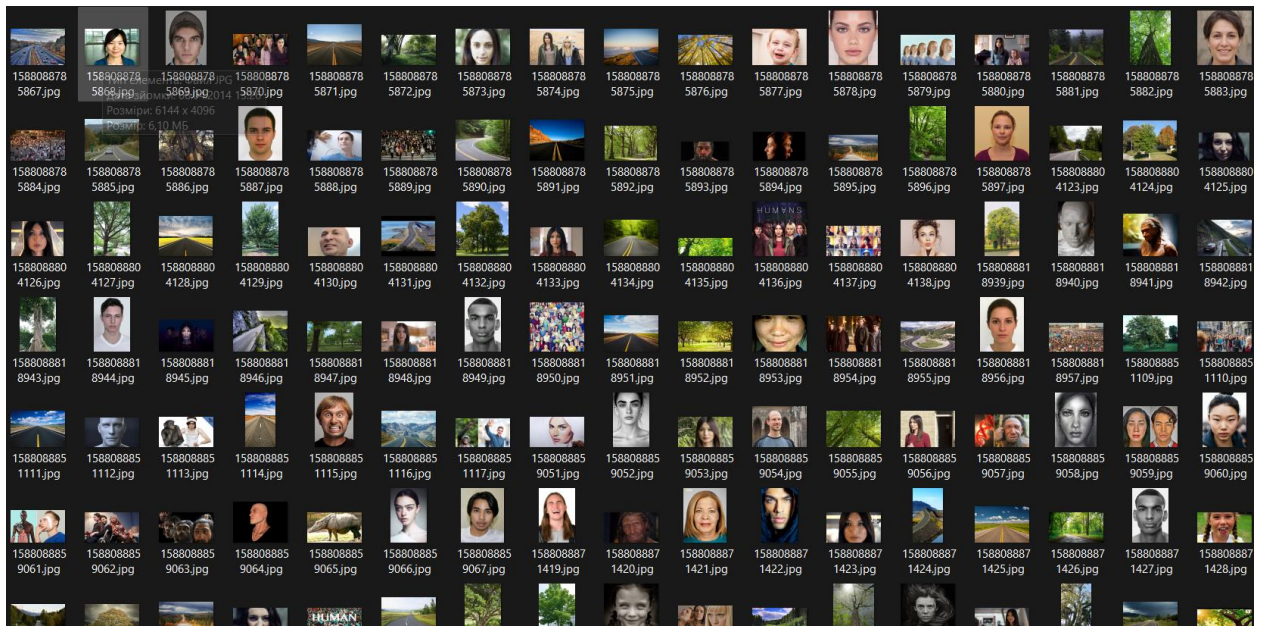 158808878 158808878 158808878 158808878 158808878 158808878 158808878 158808878 158808878 158808878 158808878 158808878 158808878 158808878 158808878 158808878 158808878
5867.jpg 5868.jpg 5869.jpg 5870.jpg 5871.jpg 5872.jpg 5873.jpg 5874.jpg 5875.jpg 5876.jpg 5877.jpg 5878.jpg 5879.jpg 5880.jpg 5881.jpg 5882.jpg 5883.jpg
Тип елемента: Файл JPG
Дата зйомки:
Розміри: 6144 x 4096
Розмір: 6,10 МБ
158808878 158808878 158808878 158808878 158808878 158808878 158808878 158808878 158808878 158808878 158808878 158808878 158808878 158808878 158808880 158808880 158808880
5884.jpg 5885.jpg 5886.jpg 5887.jpg 5888.jpg 5889.jpg 5890.jpg 5891.jpg 5892.jpg 5893.jpg 5894.jpg 5895.jpg 5896.jpg 5897.jpg 4123.jpg 4124.jpg 4125.jpg
HUMANS
158808880 158808880 158808880 158808880 158808880 158808880 158808880 158808880 158808880 158808880 158808880 158808880 158808880 158808881 158808881 158808881 158808881
4126.jpg 4127.jpg 4128.jpg 4129.jpg 4130.jpg 4131.jpg 4132.jpg 4133.jpg 4134.jpg 4135.jpg 4136.jpg 4137.jpg 4138.jpg 8939.jpg 8940.jpg 8941.jpg 8942.jpg
158808881 158808881 158808881 158808881 158808881 158808881 158808881 158808881 158808881 158808881 158808881 158808881 158808881 158808881 158808881 158808885 158808885
8943.jpg 8944.jpg 8945.jpg 8946.jpg 8947.jpg 8948.jpg 8949.jpg 8950.jpg 8951.jpg 8952.jpg 8953.jpg 8954.jpg 8955.jpg 8956.jpg 8957.jpg 1109.jpg 1110.jpg
158808885 158808885 158808885 158808885 158808885 158808885 158808885 158808885 158808885 158808885 158808885 158808885 158808885 158808885 158808885 158808885 158808885
1111.jpg 1112.jpg 1113.jpg 1114.jpg 1115.jpg 1116.jpg 1117.jpg 9051.jpg 9052.jpg 9053.jpg 9054.jpg 9055.jpg 9056.jpg 9057.jpg 9058.jpg 9059.jpg 9060.jpg
158808885 158808885 158808885 158808885 158808885 158808885 158808885 158808887 158808887 158808887 158808887 158808887 158808887 158808887 158808887 158808887 158808887
9061.jpg 9062.jpg 9063.jpg 9064.jpg 9065.jpg 9066.jpg 9067.jpg 1419.jpg 1420.jpg 1421.jpg 1422.jpg 1423.jpg 1424.jpg 1425.jpg 1426.jpg 1427.jpg 1428.jpg
HUMAN